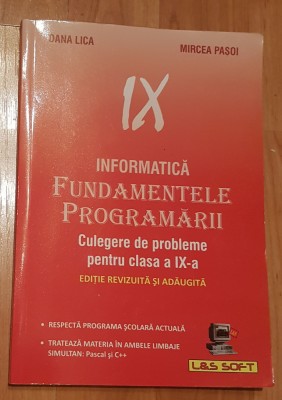 DANA LICA
MIRCEA PASOI
IX
INFORMATICĂ
FUNDAMENTELE
PROGRAMĂRII
Culegere de probleme
pentru clasa a IX-a
EDIȚIE REVIZUITĂ ȘI ADĂUGITĂ
• RESPECTĂ PROGRAMA ȘCOLARĂ ACTUALĂ
• TRATEAZĂ MATERIA ÎN AMBELE LIMBAJE
SIMULTAN: Pascal și C++
L&S SOFT